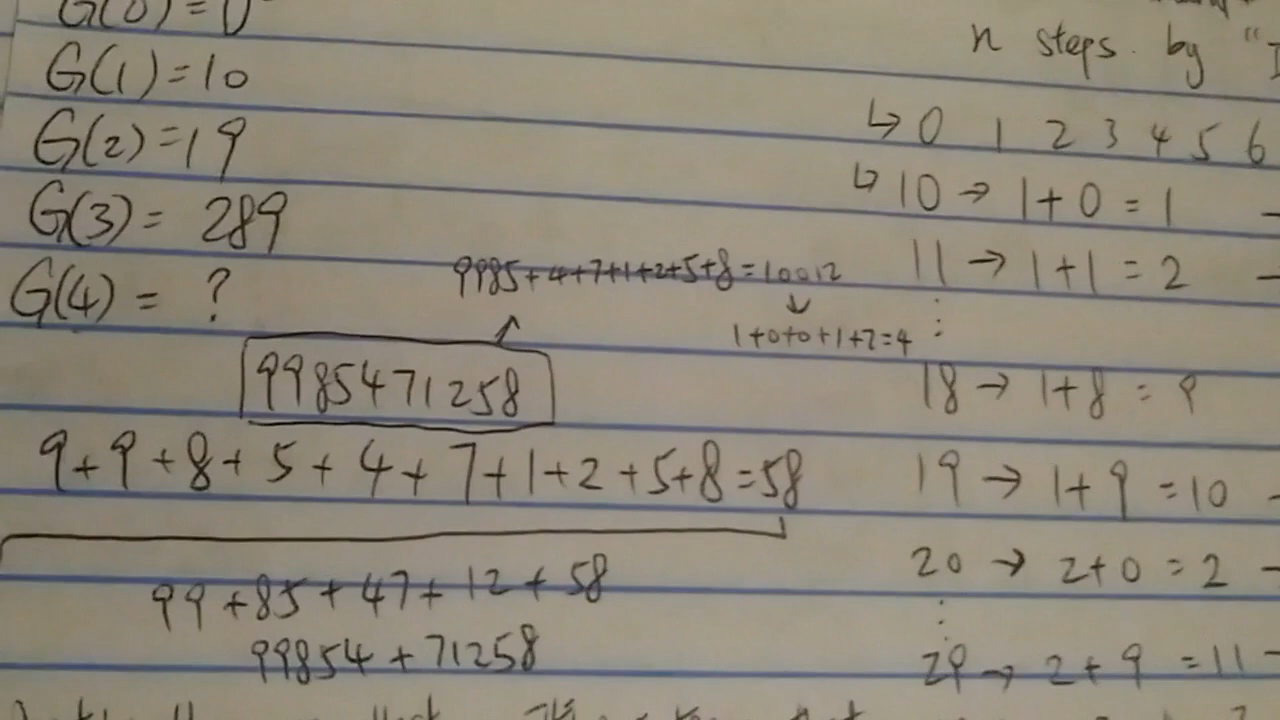 G(0) = 0
G(1) = 10
G(2) = 19
G(3) = 289
G(4) = ?
9985+4+7+1+2+5+8=10012
↓
1+0+0+1+2=4
9985471258
9+9+8+5+4+7+1+2+5+8=58
99+85+47+12+58
99854+71258
n steps. by "I
↳ 0 1 2 3 4 5 6
↳ 10 → 1+0 = 1
11 → 1+1 = 2
:
18 → 1+8 = 9
19 → 1+9 = 10
20 → 2+0 = 2
:
29 → 2+9 = 11